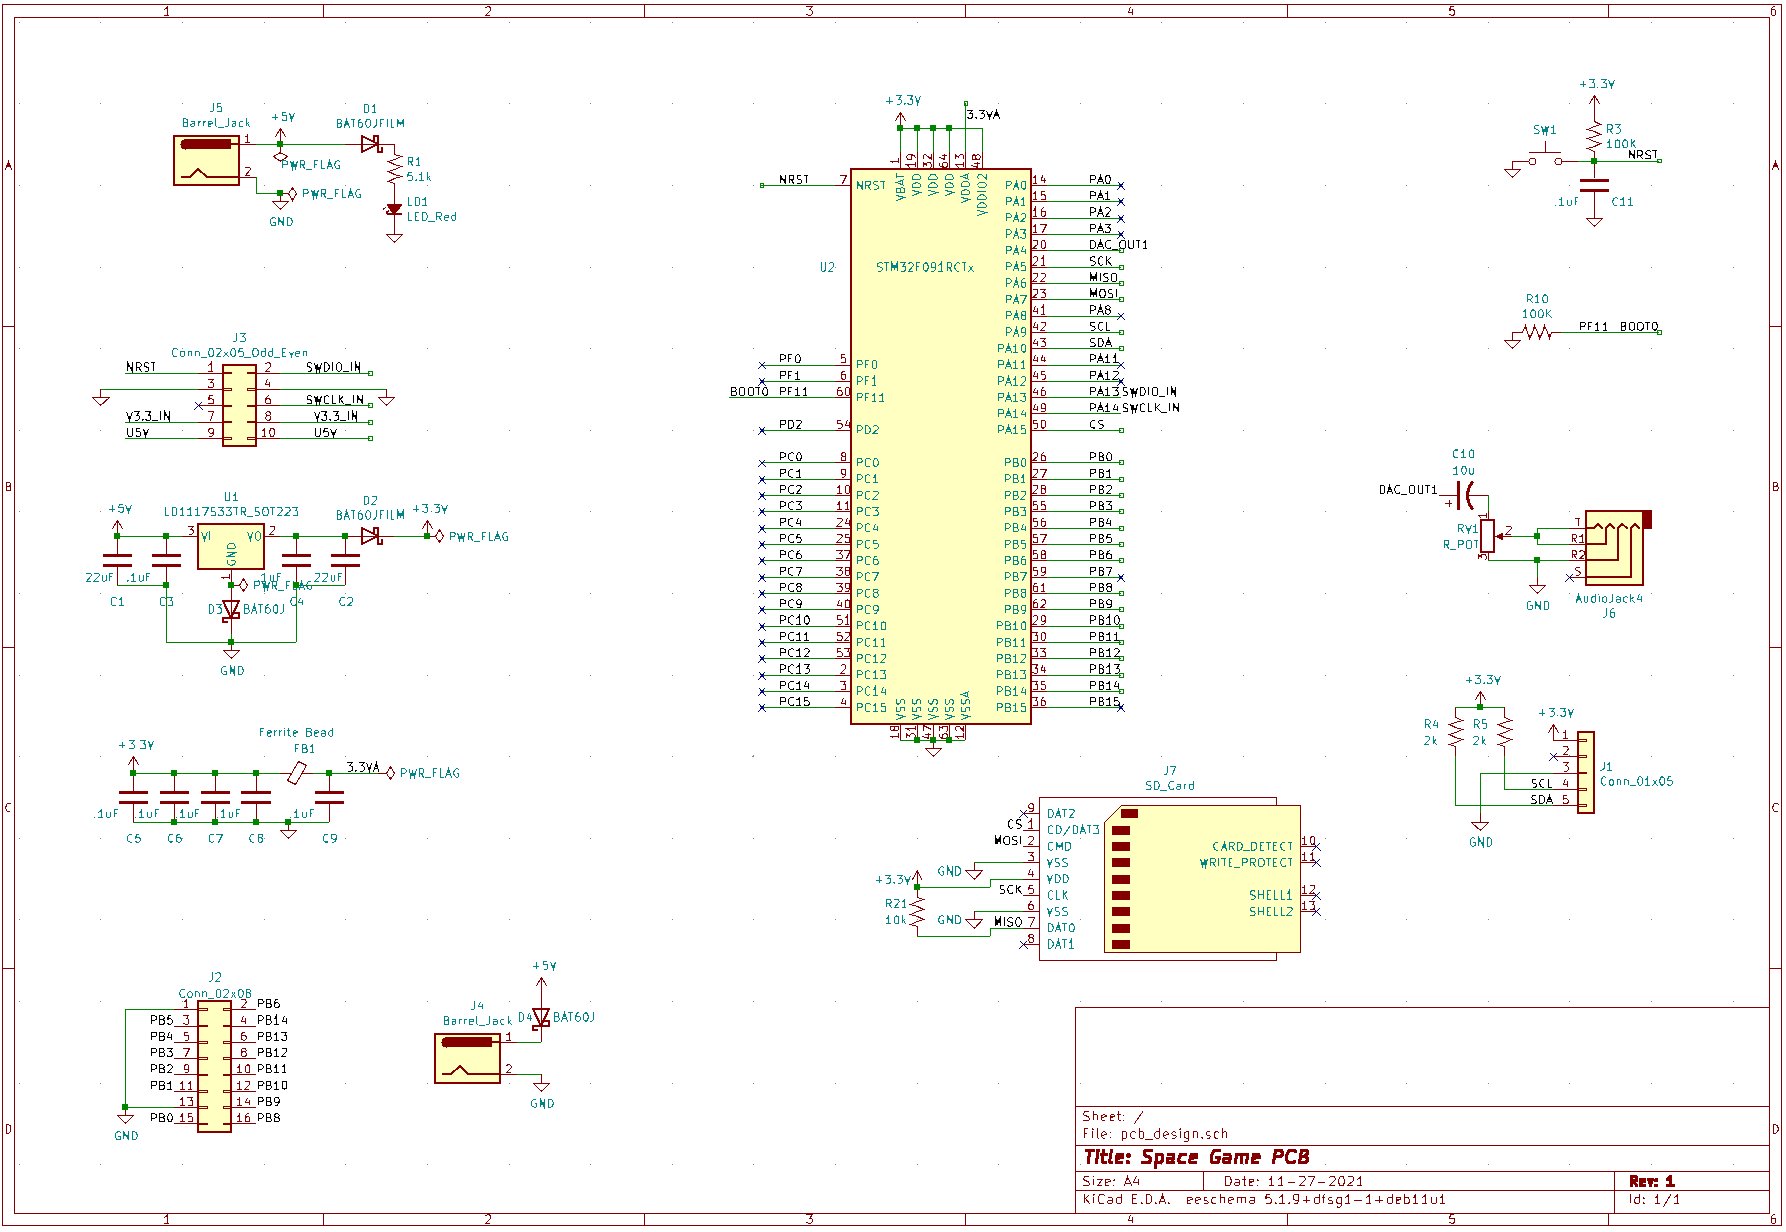 1 2 3 4 5 6
A
B
C
D
J5
Barrel_Jack
1
2
+5V
PWR_FLAG
PWR_FLAG
GND
D1
BAT60JFILM
R1
5.1k
LD1
LED_Red
J3
Conn_02x05_Odd_Even
NRST 1 2 SWDIO_IN
3 4
5 6 SWCLK_IN
V3.3_IN 7 8 V3.3_IN
U5V 9 10 U5V
U1
LD1117S33TR_SOT223
+5V
3 VI VO 2
GND
1
D2
BAT60JFILM
+3.3V
PWR_FLAG
22uF .1uF .1uF 22uF
PWR_FLAG
C1 C3 C4 C2
D3 BAT60J
GND
Ferrite Bead
FB1
+3.3V
3.3VA PWR_FLAG
.1uF .1uF .1uF .1uF .1uF
C5 C6 C7 C8 C9
J2
Conn_02x08
1 2 PB6
PB5 3 4 PB14
PB4 5 6 PB13
PB3 7 8 PB12
PB2 9 10 PB11
PB1 11 12 PB10
13 14 PB9
PB0 15 16 PB8
GND
+5V
J4
Barrel_Jack
1
2
D4 BAT60J
GND
+3.3V
3.3VA
1 19 32 64 13 48
VBAT VDD VDD VDD VDDA VDDIO2
U2
STM32F091RCTx
NRST 7 NRST
PF0 5 PF0
PF1 6 PF1
BOOT0 PF11 60 PF11
PD2 54 PD2
PC0 8 PC0
PC1 9 PC1
PC2 10 PC2
PC3 11 PC3
PC4 24 PC4
PC5 25 PC5
PC6 37 PC6
PC7 38 PC7
PC8 39 PC8
PC9 40 PC9
PC10 51 PC10
PC11 52 PC11
PC12 53 PC12
PC13 2 PC13
PC14 3 PC14
PC15 4 PC15
PA0 14 PA0
PA1 15 PA1
PA2 16 PA2
PA3 17 PA3
PA4 20 DAC_OUT1
PA5 21 SCK
PA6 22 MISO
PA7 23 MOSI
PA8 41 PA8
PA9 42 SCL
PA10 43 SDA
PA11 44 PA11
PA12 45 PA12
PA13 46 PA13 SWDIO_IN
PA14 49 PA14 SWCLK_IN
PA15 50 CS
PB0 26 PB0
PB1 27 PB1
PB2 28 PB2
PB3 55 PB3
PB4 56 PB4
PB5 57 PB5
PB6 58 PB6
PB7 59 PB7
PB8 61 PB8
PB9 62 PB9
PB10 29 PB10
PB11 30 PB11
PB12 33 PB12
PB13 34 PB13
PB14 35 PB14
PB15 36 PB15
VSS VSS VSS VSS VSSA
18 31 47 63 12
J7
SD_Card
9 DAT2
CS 1 CD/DAT3
MOSI 2 CMD
GND 3 VSS
+3.3V 4 VDD
SCK 5 CLK
GND 6 VSS
MISO 7 DAT0
8 DAT1
R21
10k
CARD_DETECT 10
WRITE_PROTECT 11
SHELL1 12
SHELL2 13
+3.3V
SW1
R3
100k
NRST
.1uF C11
R10
100K
PF11 BOOT0
C10
10u
DAC_OUT1
+
RV1
R_POT
1
2
3
T
R1
R2
S
GND
AudioJack4
J6
+3.3V
R4
2k
R5
2k
+3.3V
1
2
3
SCL 4
SDA 5
J1
Conn_01x05
GND
Sheet: /
File: pcb_design.sch
Title: Space Game PCB
Size: A4 Date: 11-27-2021 Rev: 1
KiCad E.D.A. eeschema 5.1.9+dfsg1-1+deb11u1 Id: 1/1
1 2 3 4 5 6
A
B
C
D